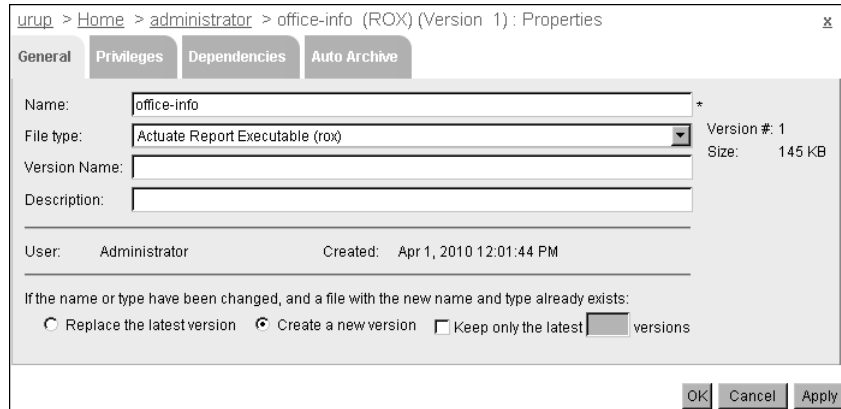 urup > Home > administrator > office-info (ROX) (Version 1) : Properties x
General Privileges Dependencies Auto Archive
Name: office-info *
File type: Actuate Report Executable (rox) Version #: 1
Version Name: Size: 145 KB
Description:
User: Administrator Created: Apr 1, 2010 12:01:44 PM
If the name or type have been changed, and a file with the new name and type already exists:
Replace the latest version Create a new version Keep only the latest versions
OK Cancel Apply